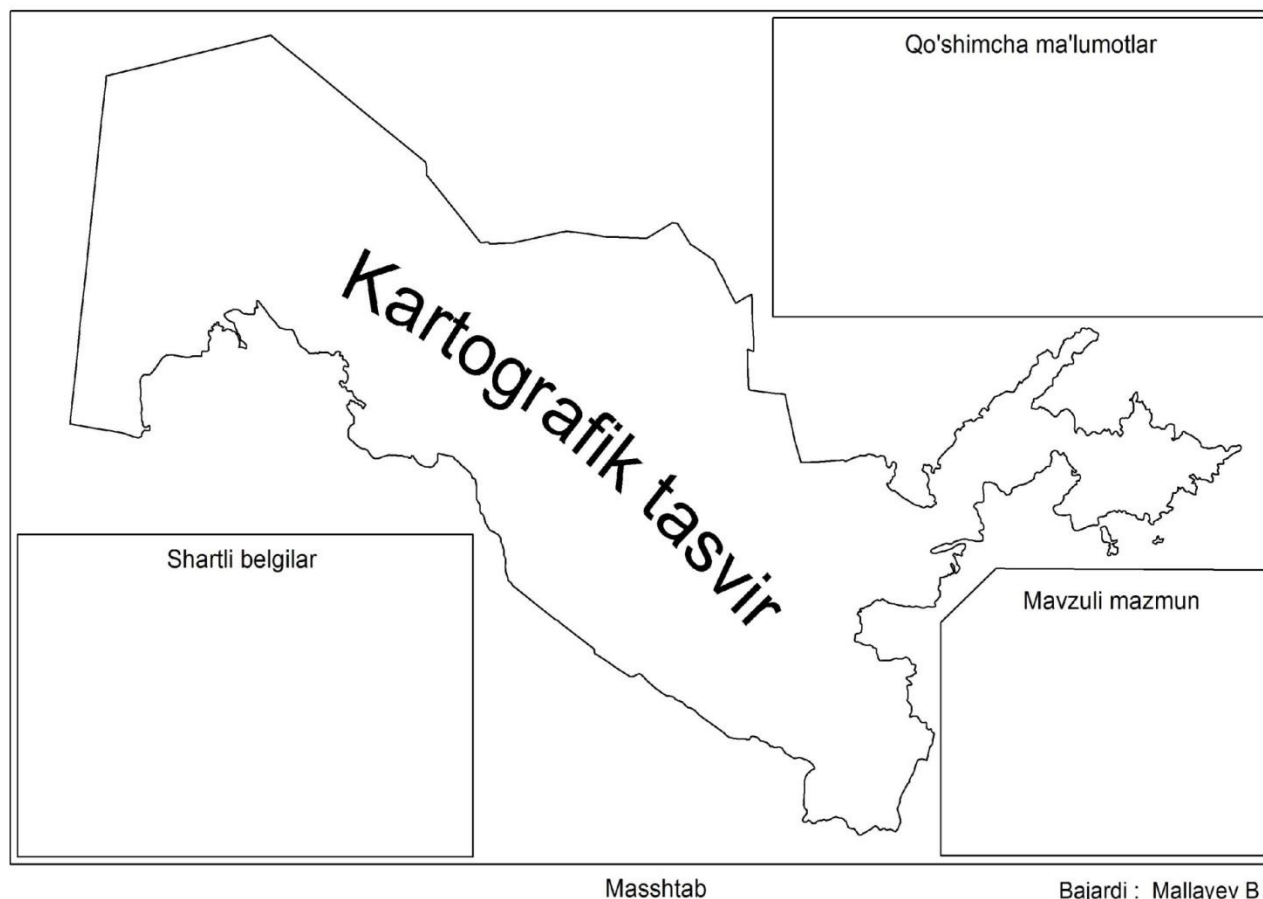 Qo'shimcha ma'lumotlar
Kartografik tasvir
Shartli belgilar
Mavzuli mazmun
Masshtab
Bajardi : Mallayev B